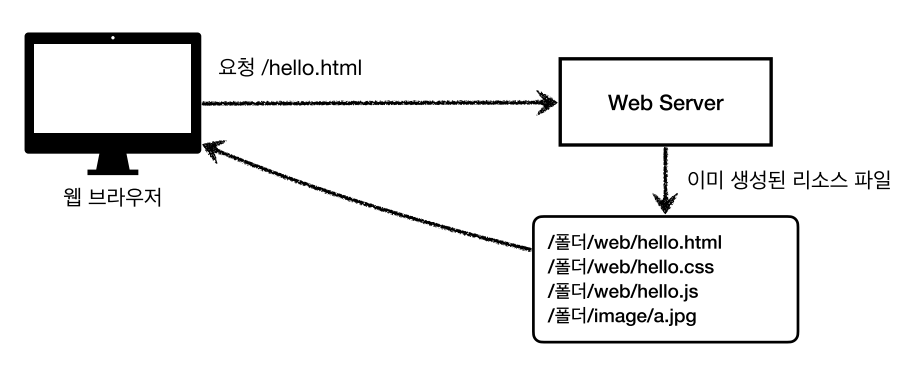 요청 /hello.html
Web Server
웹 브라우저
이미 생성된 리소스 파일
/폴더/web/hello.html
/폴더/web/hello.css
/폴더/web/hello.js
/폴더/image/a.jpg